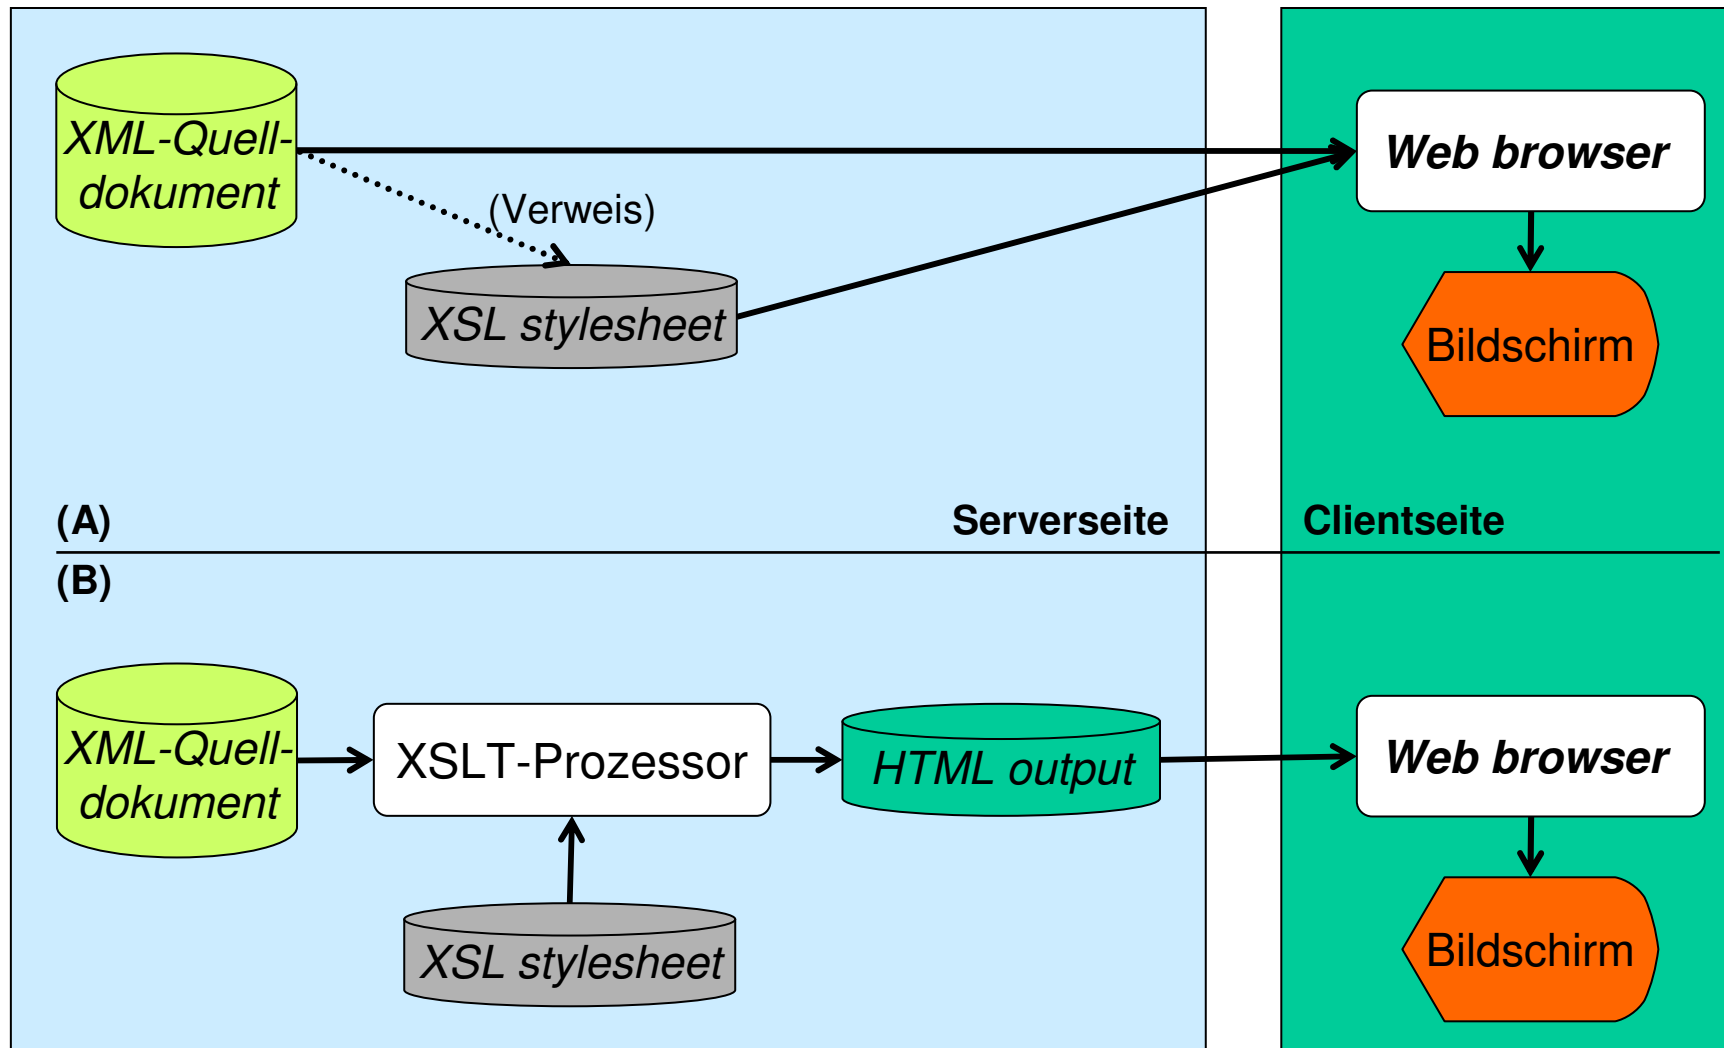 XML-Quell-
dokument
(Verweis)
XSL stylesheet
Web browser
Bildschirm
(A)
Serverseite
Clientseite
(B)
XML-Quell-
dokument
XSLT-Prozessor
HTML output
Web browser
XSL stylesheet
Bildschirm